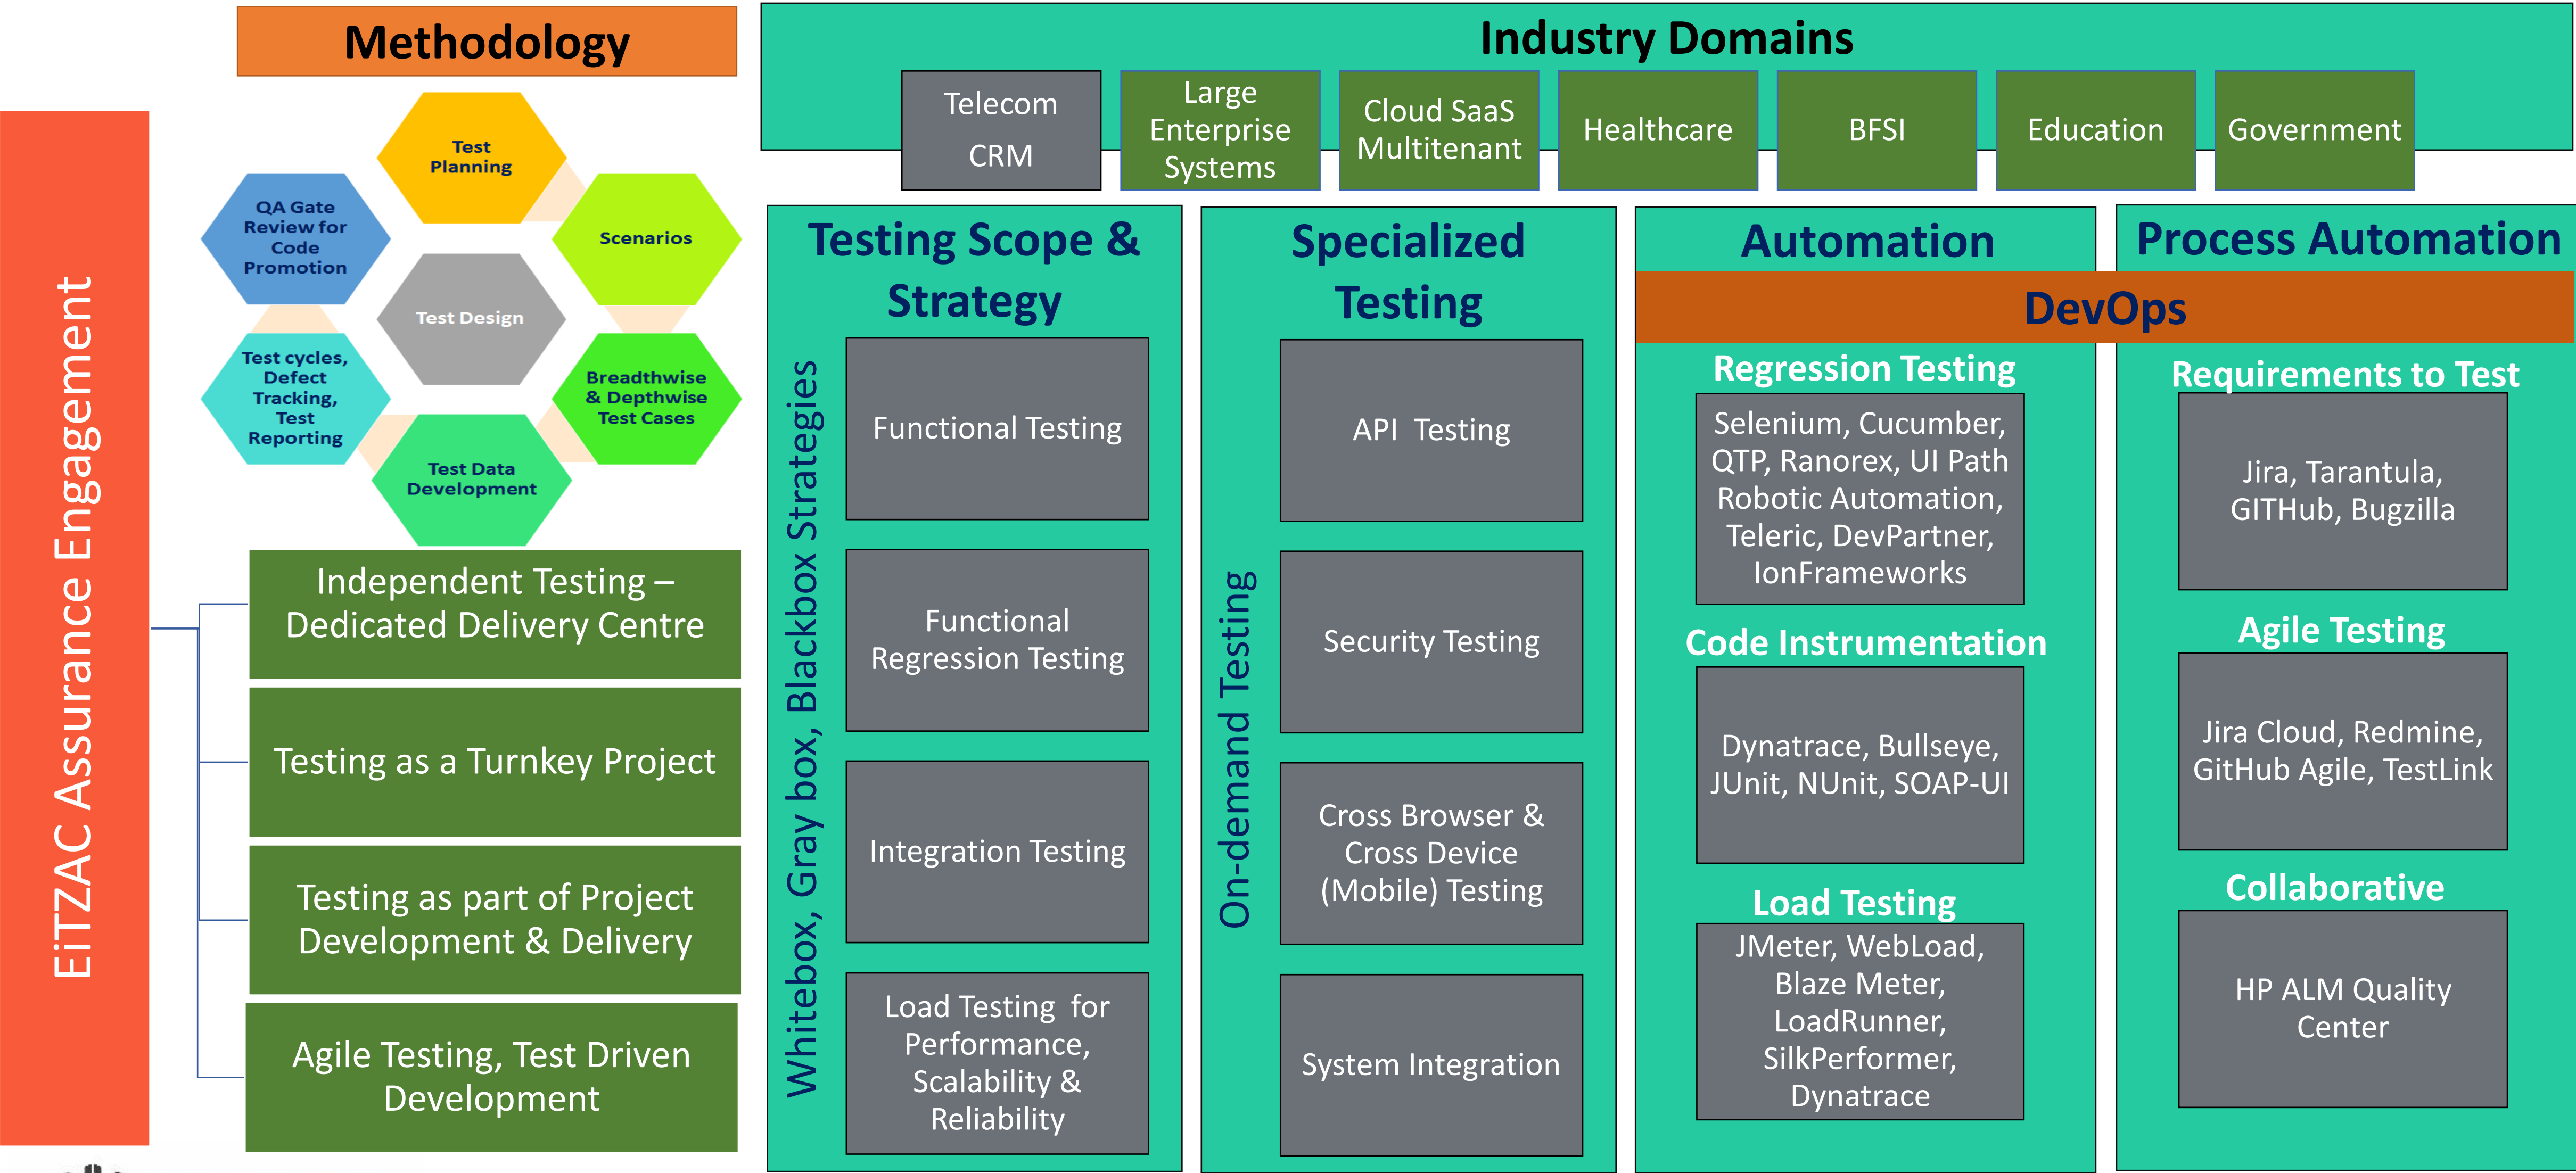 Methodology
Industry Domains
Telecom
CRM
Large
Enterprise
Systems
Cloud SaaS
Multitenant
Healthcare
BFSI
Education
Government
EiTZAC Assurance Engagement
Test
Planning
QA Gate
Review for
Code
Promotion
Scenarios
Test Design
Test cycles,
Defect
Tracking,
Test
Reporting
Breadthwise
& Depthwise
Test Cases
Test Data
Development
Independent Testing –
Dedicated Delivery Centre
Testing as a Turnkey Project
Testing as part of Project
Development & Delivery
Agile Testing, Test Driven
Development
Testing Scope &
Strategy
Whitebox, Gray box, Blackbox Strategies
Functional Testing
Functional
Regression Testing
Integration Testing
Load Testing for
Performance,
Scalability &
Reliability
Specialized
Testing
On-demand Testing
API Testing
Security Testing
Cross Browser &
Cross Device
(Mobile) Testing
System Integration
Automation
Process Automation
DevOps
Regression Testing
Selenium, Cucumber,
QTP, Ranorex, UI Path
Robotic Automation,
Teleric, DevPartner,
IonFrameworks
Code Instrumentation
Dynatrace, Bullseye,
JUnit, NUnit, SOAP-UI
Load Testing
JMeter, WebLoad,
Blaze Meter,
LoadRunner,
SilkPerformer,
Dynatrace
Requirements to Test
Jira, Tarantula,
GITHub, Bugzilla
Agile Testing
Jira Cloud, Redmine,
GitHub Agile, TestLink
Collaborative
HP ALM Quality
Center